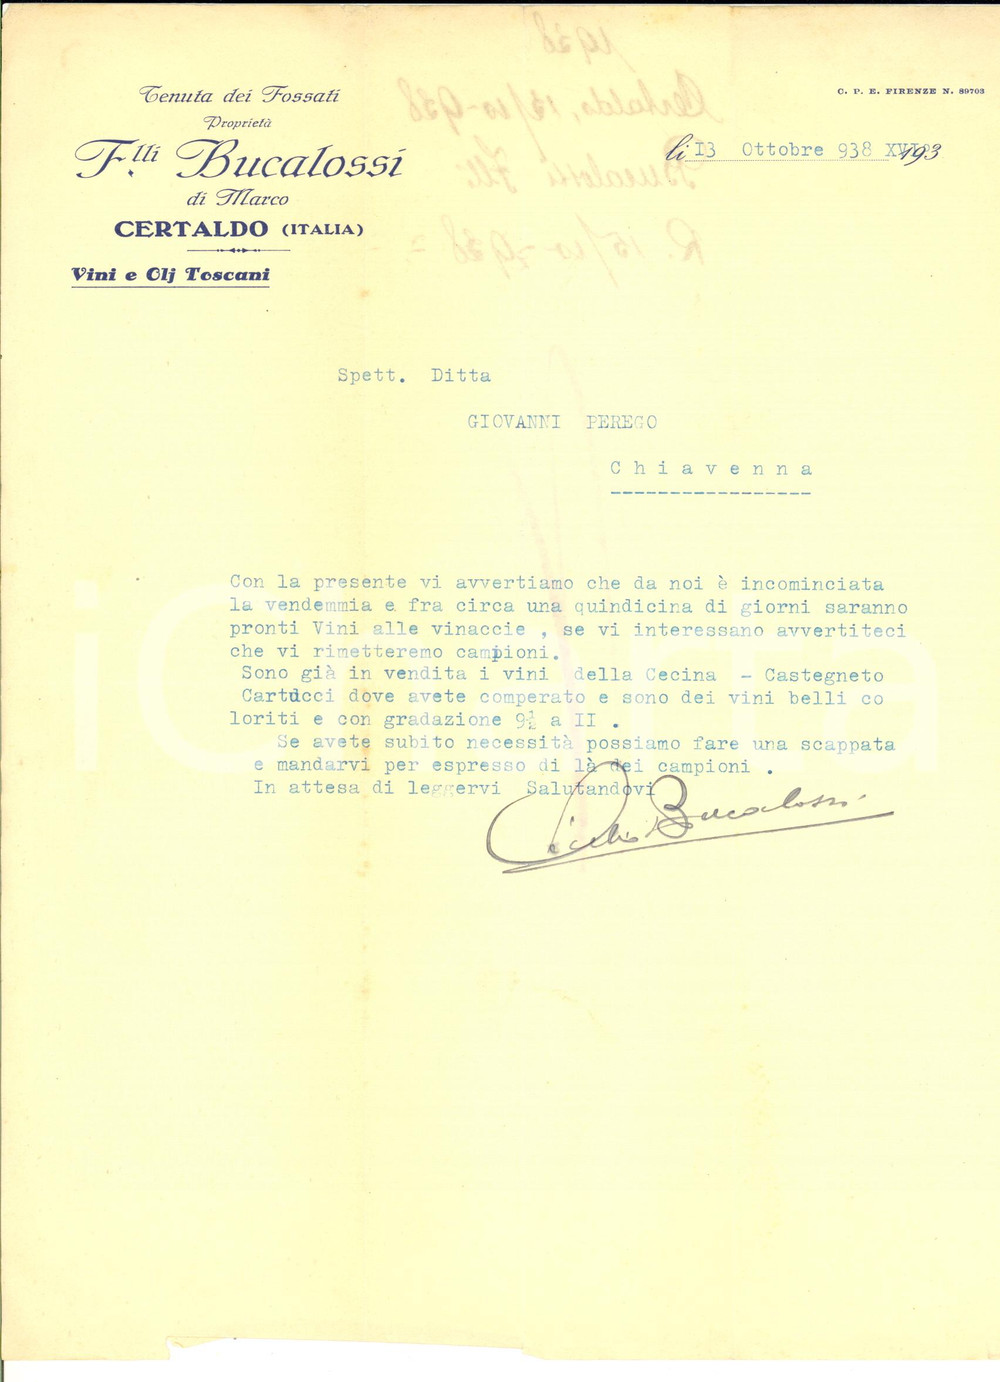 Tenuta dei Fossati
Proprietà
F.lli Bucalossi
di Marco
CERTALDO (ITALIA)
Vini e Olj Toscani
C. P. E. FIRENZE N. 89703
li I3 Ottobre 938 XVI 193
Spett. Ditta
GIOVANNI PEREGO
Chiavenna
Con la presente vi avvertiamo che da noi è incominciata
la vendemmia e fra circa una quindicina di giorni saranno
pronti Vini alle vinaccie , se vi interessano avvertiteci
che vi rimetteremo campioni.
Sono già in vendita i vini della Cecina - Castegneto
Cartucci dove avete comperato e sono dei vini belli co
loriti e con gradazione 9½ a II .
Se avete subito necessità possiamo fare una scappata
e mandarvi per espresso di là dei campioni .
In attesa di leggervi Salutandovi
Bucalossi